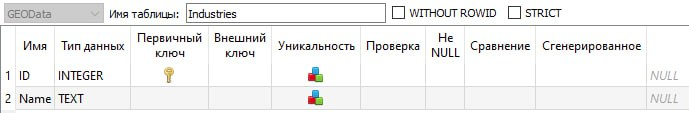 GEOData Имя таблицы: Industries WITHOUT ROWID STRICT
Имя Тип данных Первичный ключ Внешний ключ Уникальность Проверка Не NULL Сравнение Сгенерированное
1 ID INTEGER NULL
2 Name TEXT NULL